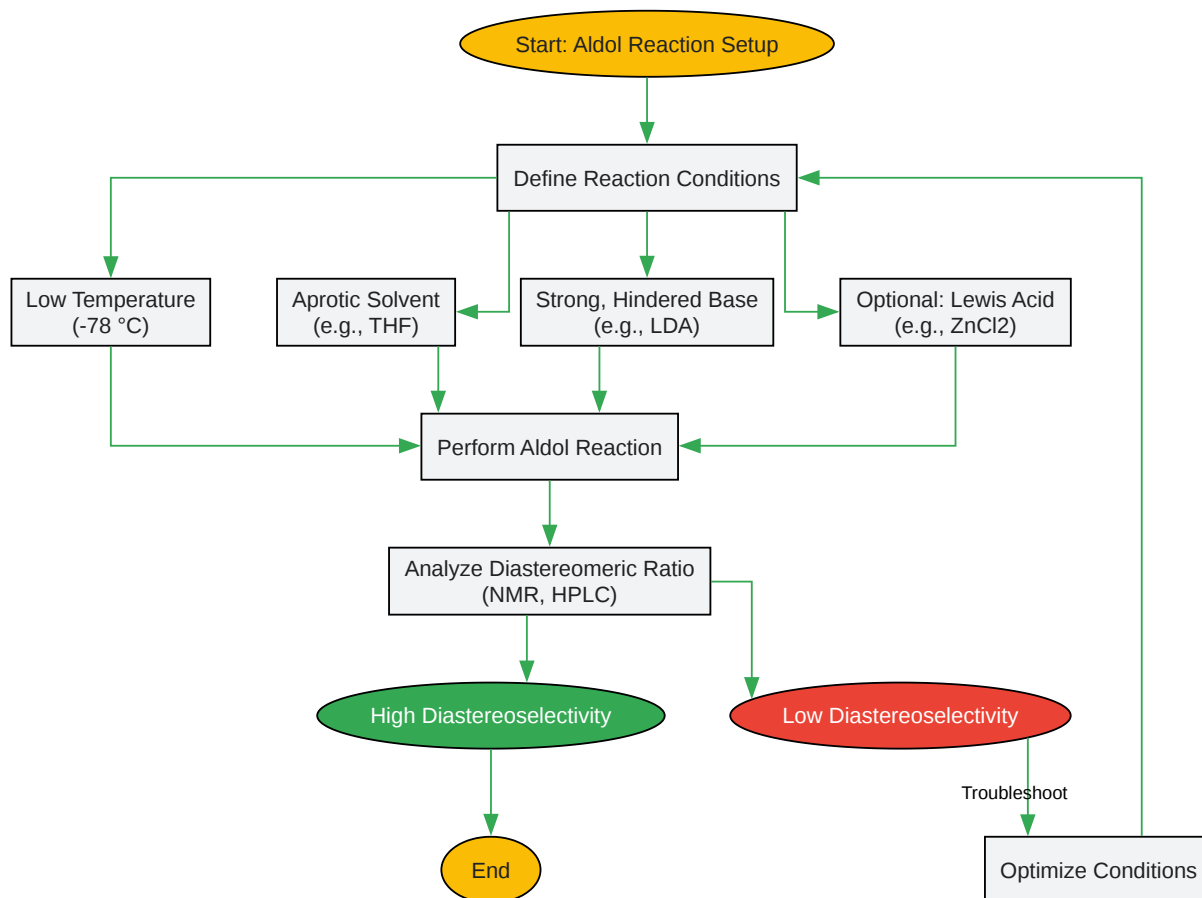 Start: Aldol Reaction Setup
Define Reaction Conditions
Low Temperature
(-78 °C)
Aprotic Solvent
(e.g., THF)
Strong, Hindered Base
(e.g., LDA)
Optional: Lewis Acid
(e.g., ZnCl2)
Perform Aldol Reaction
Analyze Diastereomeric Ratio
(NMR, HPLC)
High Diastereoselectivity
Low Diastereoselectivity
Troubleshoot
End
Optimize Conditions